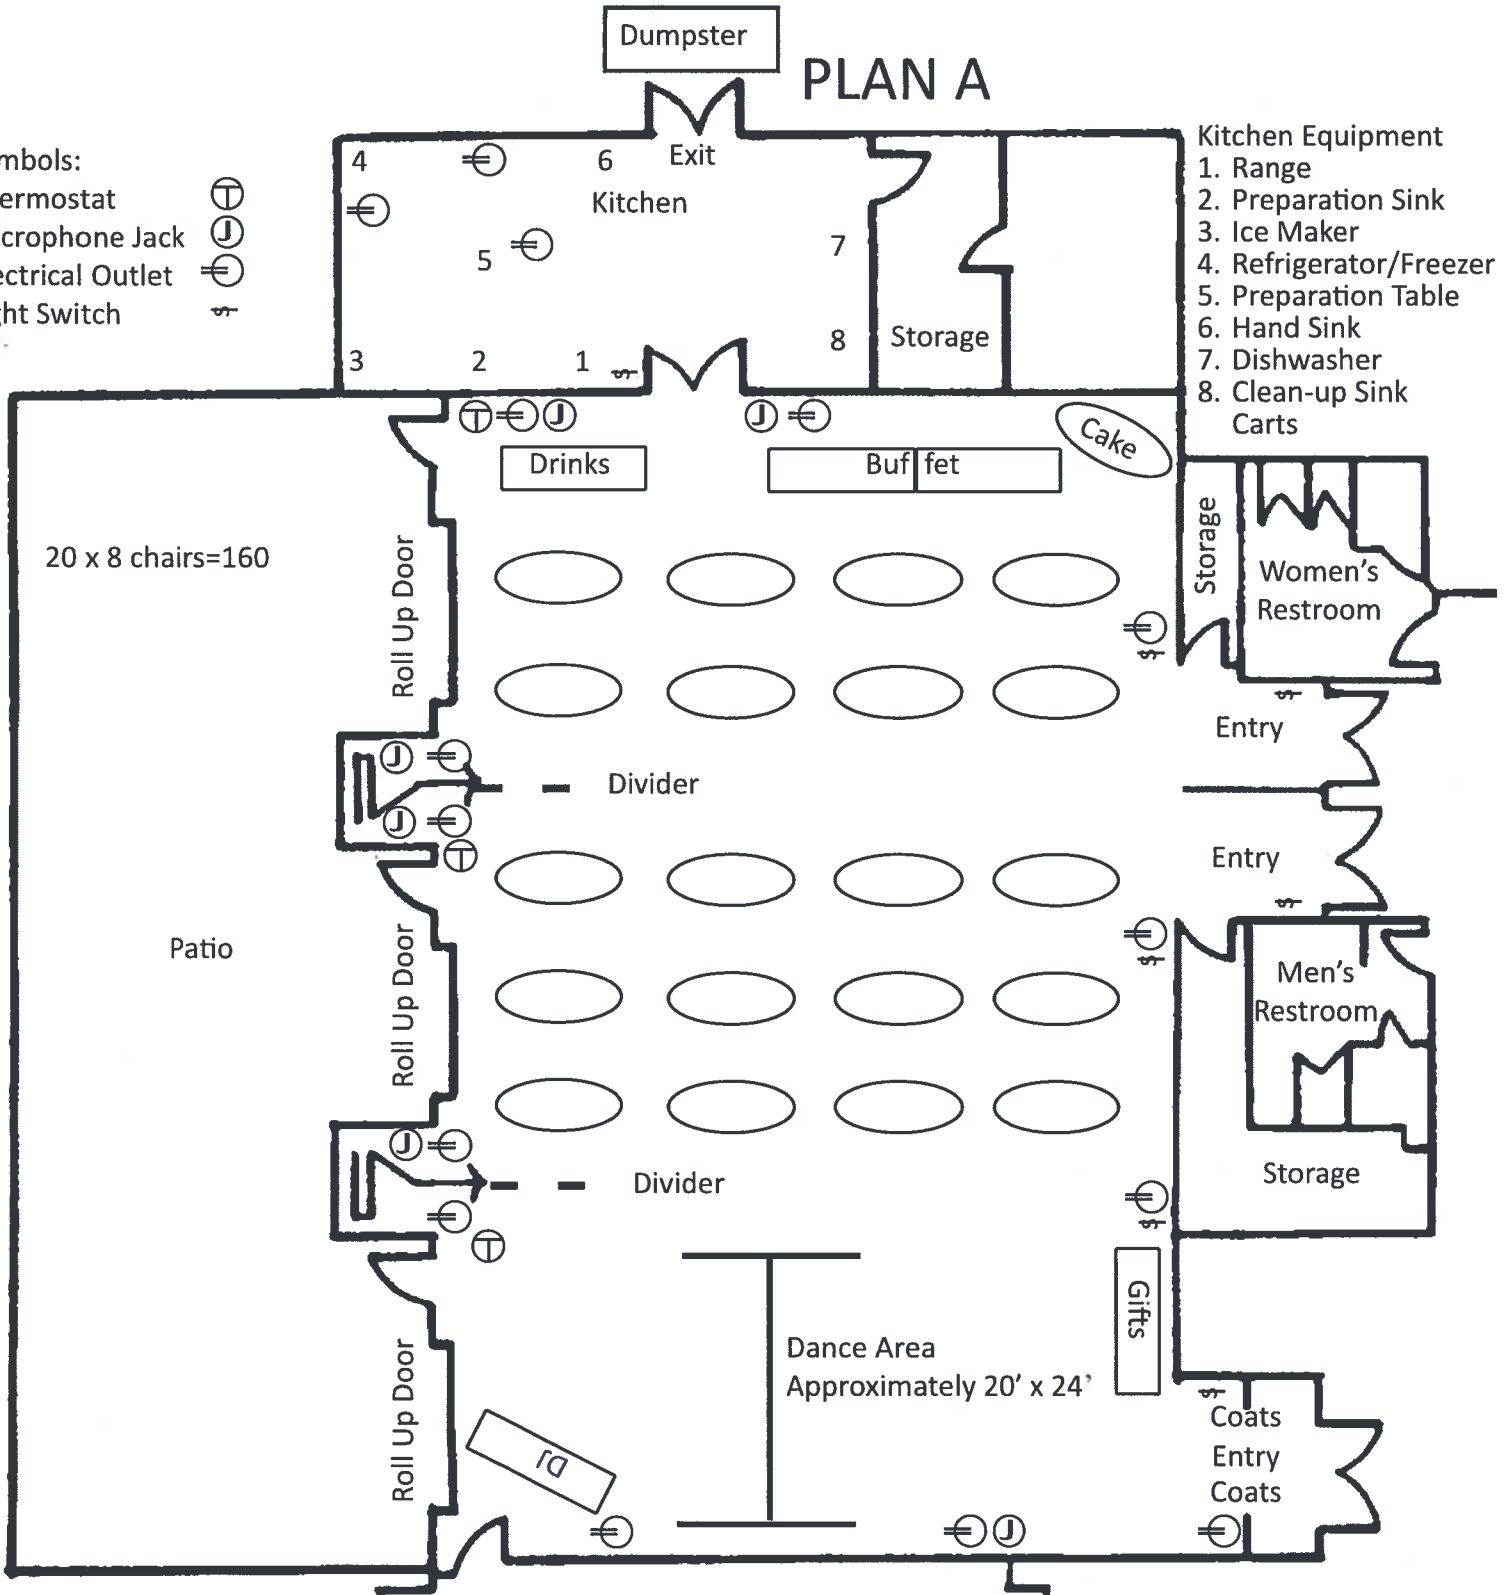 Dumpster
PLAN A
mbols:
ermostat T
crophone Jack J
ectrical Outlet
ght Switch $
Kitchen Equipment
1. Range
2. Preparation Sink
3. Ice Maker
4. Refrigerator/Freezer
5. Preparation Table
6. Hand Sink
7. Dishwasher
8. Clean-up Sink
Carts
Exit
4
6
Kitchen
5
7
3
2
1
$
8
Storage
T
J
J
Cake
Drinks
Buf fet
20 x 8 chairs=160
Roll Up Door
Storage
Women's
Restroom
$
$
Entry
J
Divider
J
T
Entry
$
$
Patio
Roll Up Door
Men's
Restroom
J
Divider
Storage
$
T
Gifts
Dance Area
Approximately 20' x 24'
Roll Up Door
DJ
$
Coats
Entry
Coats
J